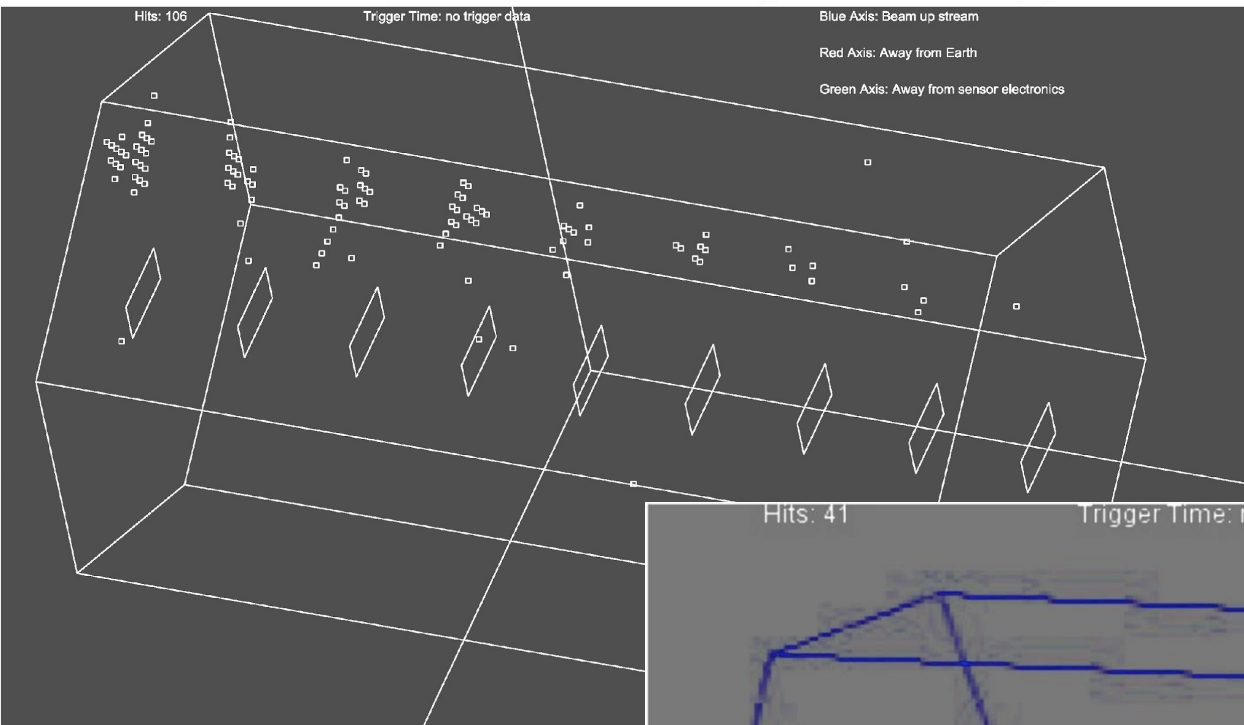 Hits: 106
Trigger Time: no trigger data
Blue Axis: Beam up stream
Red Axis: Away from Earth
Green Axis: Away from sensor electronics
Hits: 41
Trigger Time: